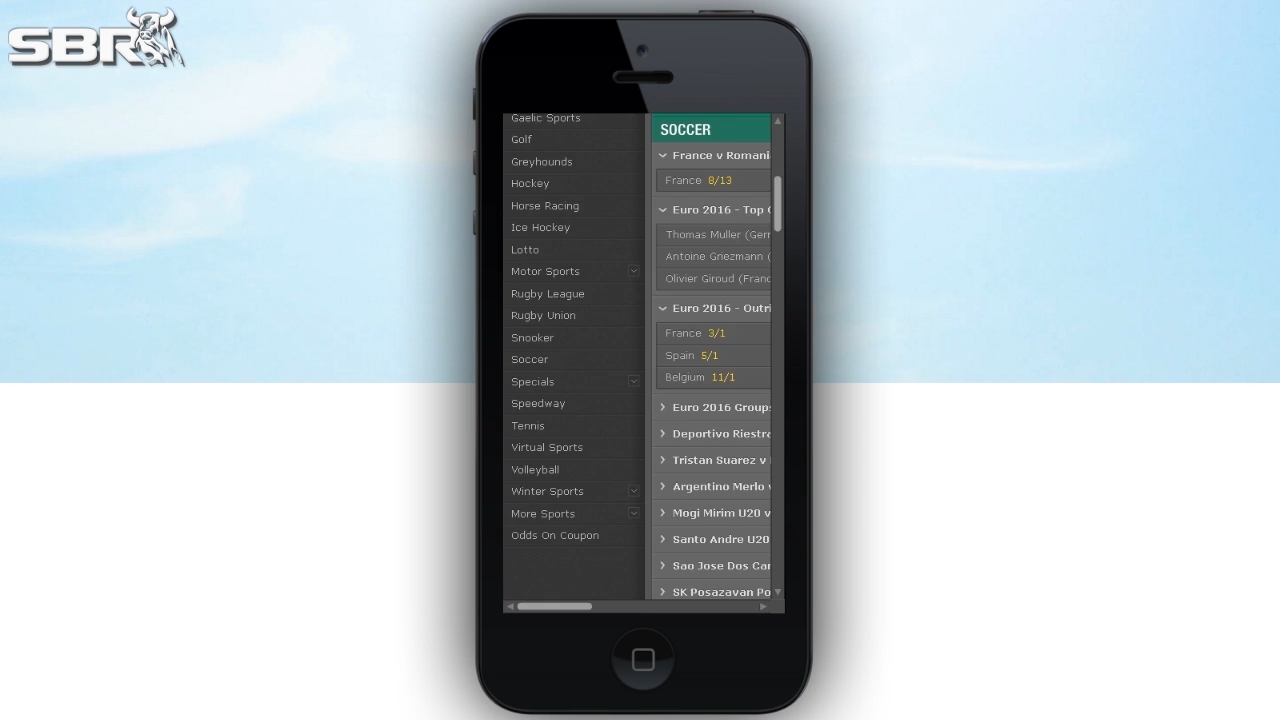 SBR
Gaelic Sports
Golf
Greyhounds
Hockey
Horse Racing
Ice Hockey
Lotto
Motor Sports
Rugby League
Rugby Union
Snooker
Soccer
Specials
Speedway
Tennis
Virtual Sports
Volleyball
Winter Sports
More Sports
Odds On Coupon
SOCCER
France v Romani
France 8/13
Euro 2016 - Top
Thomas Muller (Gerr
Antoine Griezmann (
Olivier Giroud (Franc
Euro 2016 - Outri
France 3/1
Spain 5/1
Belgium 11/1
Euro 2016 Groups
Deportivo Riestra
Tristan Suarez v
Argentino Merlo v
Mogi Mirim U20 v
Santo Andre U20
Sao Jose Dos Car
SK Posazavan Po